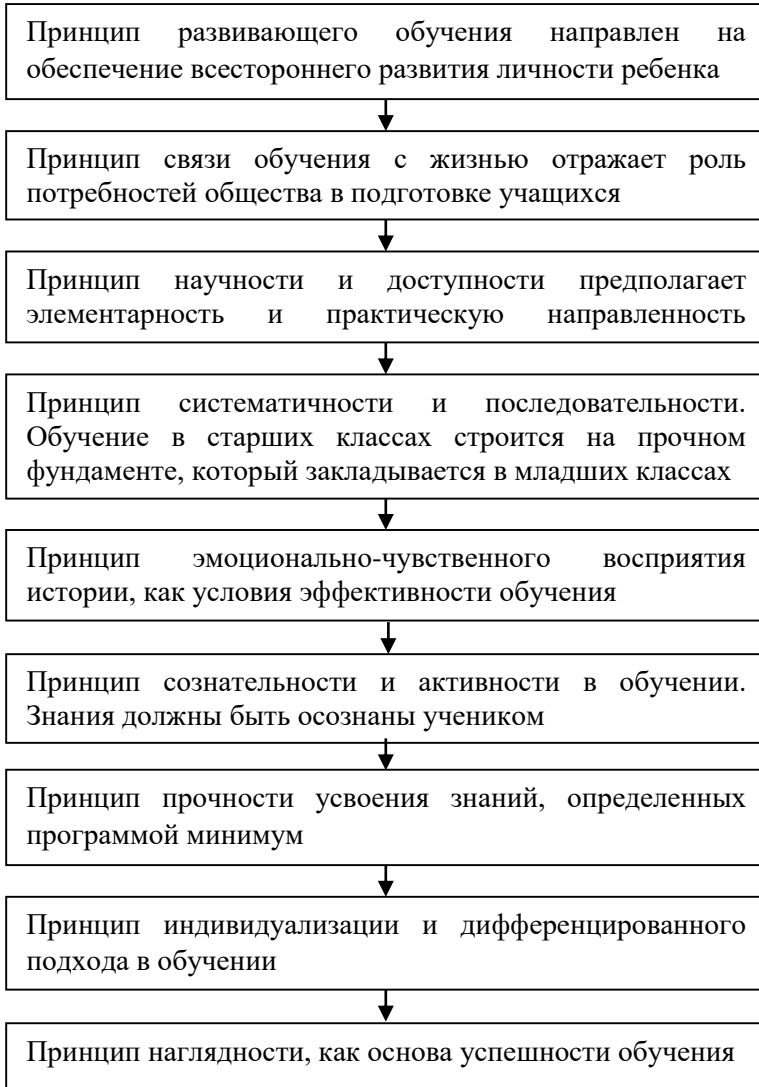 Принцип развивающего обучения направлен на
обеспечение всестороннего развития личности ребенка
Принцип связи обучения с жизнью отражает роль
потребностей общества в подготовке учащихся
Принцип научности и доступности предполагает
элементарность и практическую направленность
Принцип систематичности и последовательности.
Обучение в старших классах строится на прочном
фундаменте, который закладывается в младших классах
Принцип эмоционально-чувственного восприятия
истории, как условия эффективности обучения
Принцип сознательности и активности в обучении.
Знания должны быть осознаны учеником
Принцип прочности усвоения знаний, определенных
программой минимум
Принцип индивидуализации и дифференцированного
подхода в обучении
Принцип наглядности, как основа успешности обучения